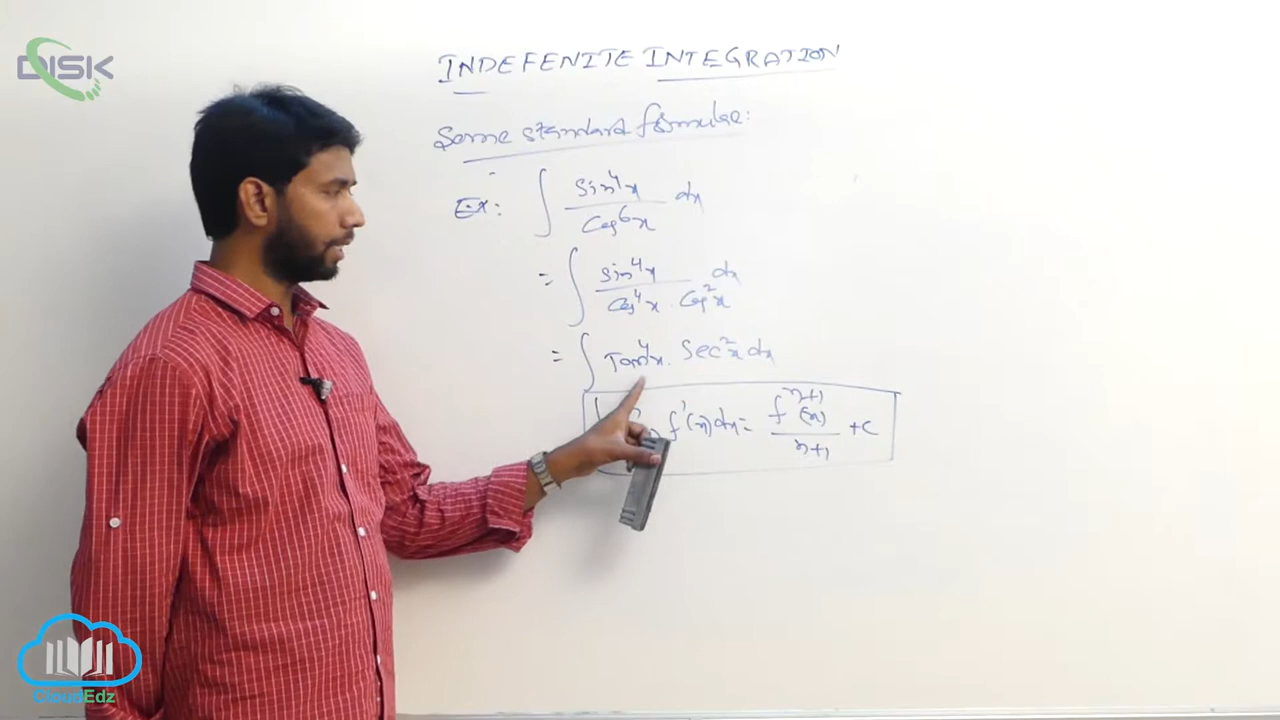 DISK
INDEFENITE INTEGRATION
Some standard formulae:
Ex: ∫ sin⁴x / Cos⁶x dx
= ∫ sin⁴x / Cos⁴x . Cos²x dx
= ∫ Tan⁴x . Sec²x dx
f'(x) dx = fⁿ⁺¹(x) / n+1 + c
CloudEdz